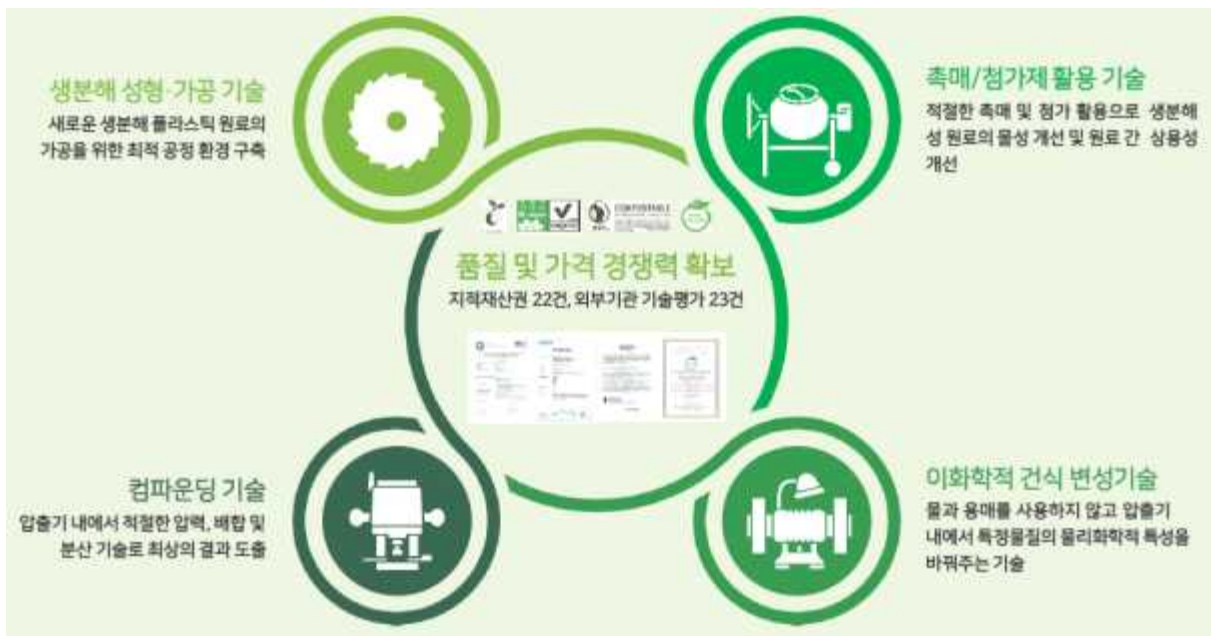 생분해 성형·가공 기술
새로운 생분해 플라스틱 원료의
가공을 위한 최적 공정 환경 구축
촉매/첨가제 활용 기술
적절한 촉매 및 첨가 활용으로 생분해
성 원료의 물성 개선 및 원료 간 상용성
개선
COMPOSTABLE
품질 및 가격 경쟁력 확보
지적재산권 22건, 외부기관 기술평가 23건
컴파운딩 기술
압출기 내에서 적절한 압력, 배합 및
분산 기술로 최상의 결과 도출
이화학적 건식 변성기술
물과 용매를 사용하지 않고 압출기
내에서 특정물질의 물리화학적 특성을
바꿔주는 기술